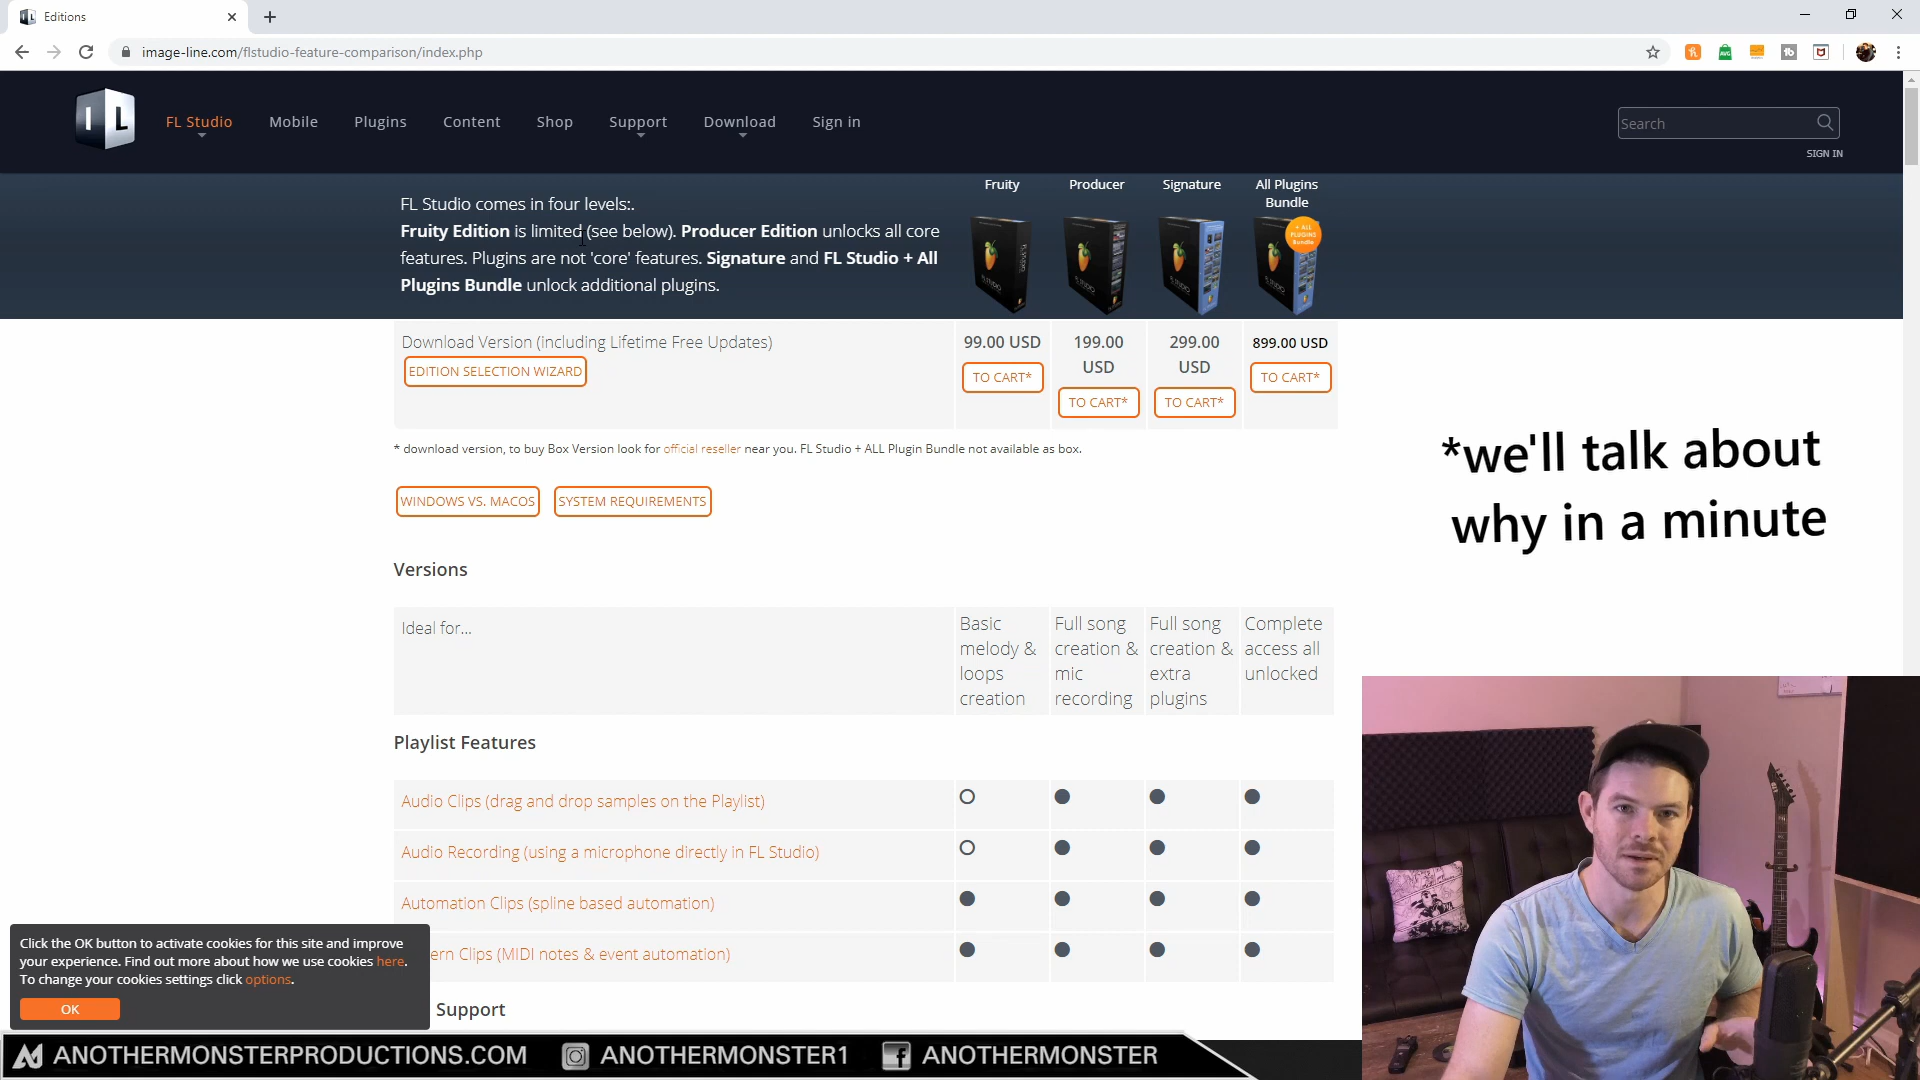 Editions
image-line.com/flstudio-feature-comparison/index.php
IL
FL Studio
Mobile
Plugins
Content
Shop
Support
Download
Sign in
Search
SIGN IN
FL Studio comes in four levels:.
Fruity Edition is limited (see below). Producer Edition unlocks all core
features. Plugins are not 'core' features. Signature and FL Studio + All
Plugins Bundle unlock additional plugins.
Fruity
Producer
Signature
All Plugins
Bundle
+ ALL
PLUGINS
Bundle
Download Version (including Lifetime Free Updates)
EDITION SELECTION WIZARD
99.00 USD
TO CART*
199.00
USD
TO CART*
299.00
USD
TO CART*
899.00 USD
TO CART*
* download version, to buy Box Version look for official reseller near you. FL Studio + ALL Plugin Bundle not available as box.
WINDOWS VS. MACOS
SYSTEM REQUIREMENTS
*we'll talk about
why in a minute
Versions
Ideal for...
Basic
melody &
loops
creation
Full song
creation &
mic
recording
Full song
creation &
extra
plugins
Complete
access all
unlocked
Playlist Features
Audio Clips (drag and drop samples on the Playlist)
Audio Recording (using a microphone directly in FL Studio)
Automation Clips (spline based automation)
ern Clips (MIDI notes & event automation)
Support
Click the OK button to activate cookies for this site and improve
your experience. Find out more about how we use cookies here.
To change your cookies settings click options.
OK
ANOTHERMONSTERPRODUCTIONS.COM
ANOTHERMONSTER1
ANOTHERMONSTER